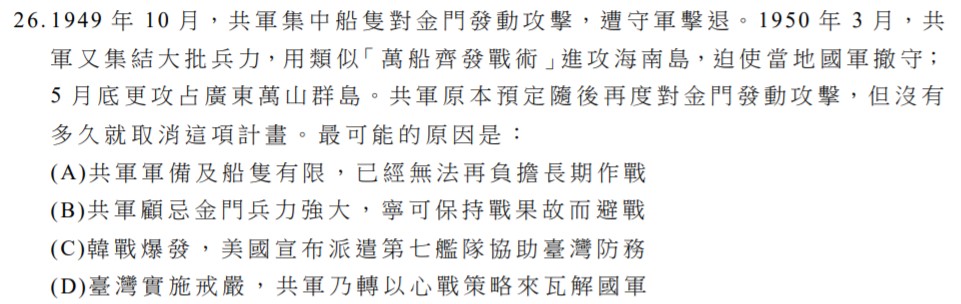 26.1949 年 10 月，共軍集中船隻對金門發動攻擊，遭守軍擊退。1950 年 3 月，共
軍又集結大批兵力，用類似「萬船齊發戰術」進攻海南島，迫使當地國軍撤守；
5 月底更攻占廣東萬山群島。共軍原本預定隨後再度對金門發動攻擊，但沒有
多久就取消這項計畫。最可能的原因是：
(A)共軍軍備及船隻有限，已經無法再負擔長期作戰
(B)共軍顧忌金門兵力強大，寧可保持戰果故而避戰
(C)韓戰爆發，美國宣布派遣第七艦隊協助臺灣防務
(D)臺灣實施戒嚴，共軍乃轉以心戰策略來瓦解國軍